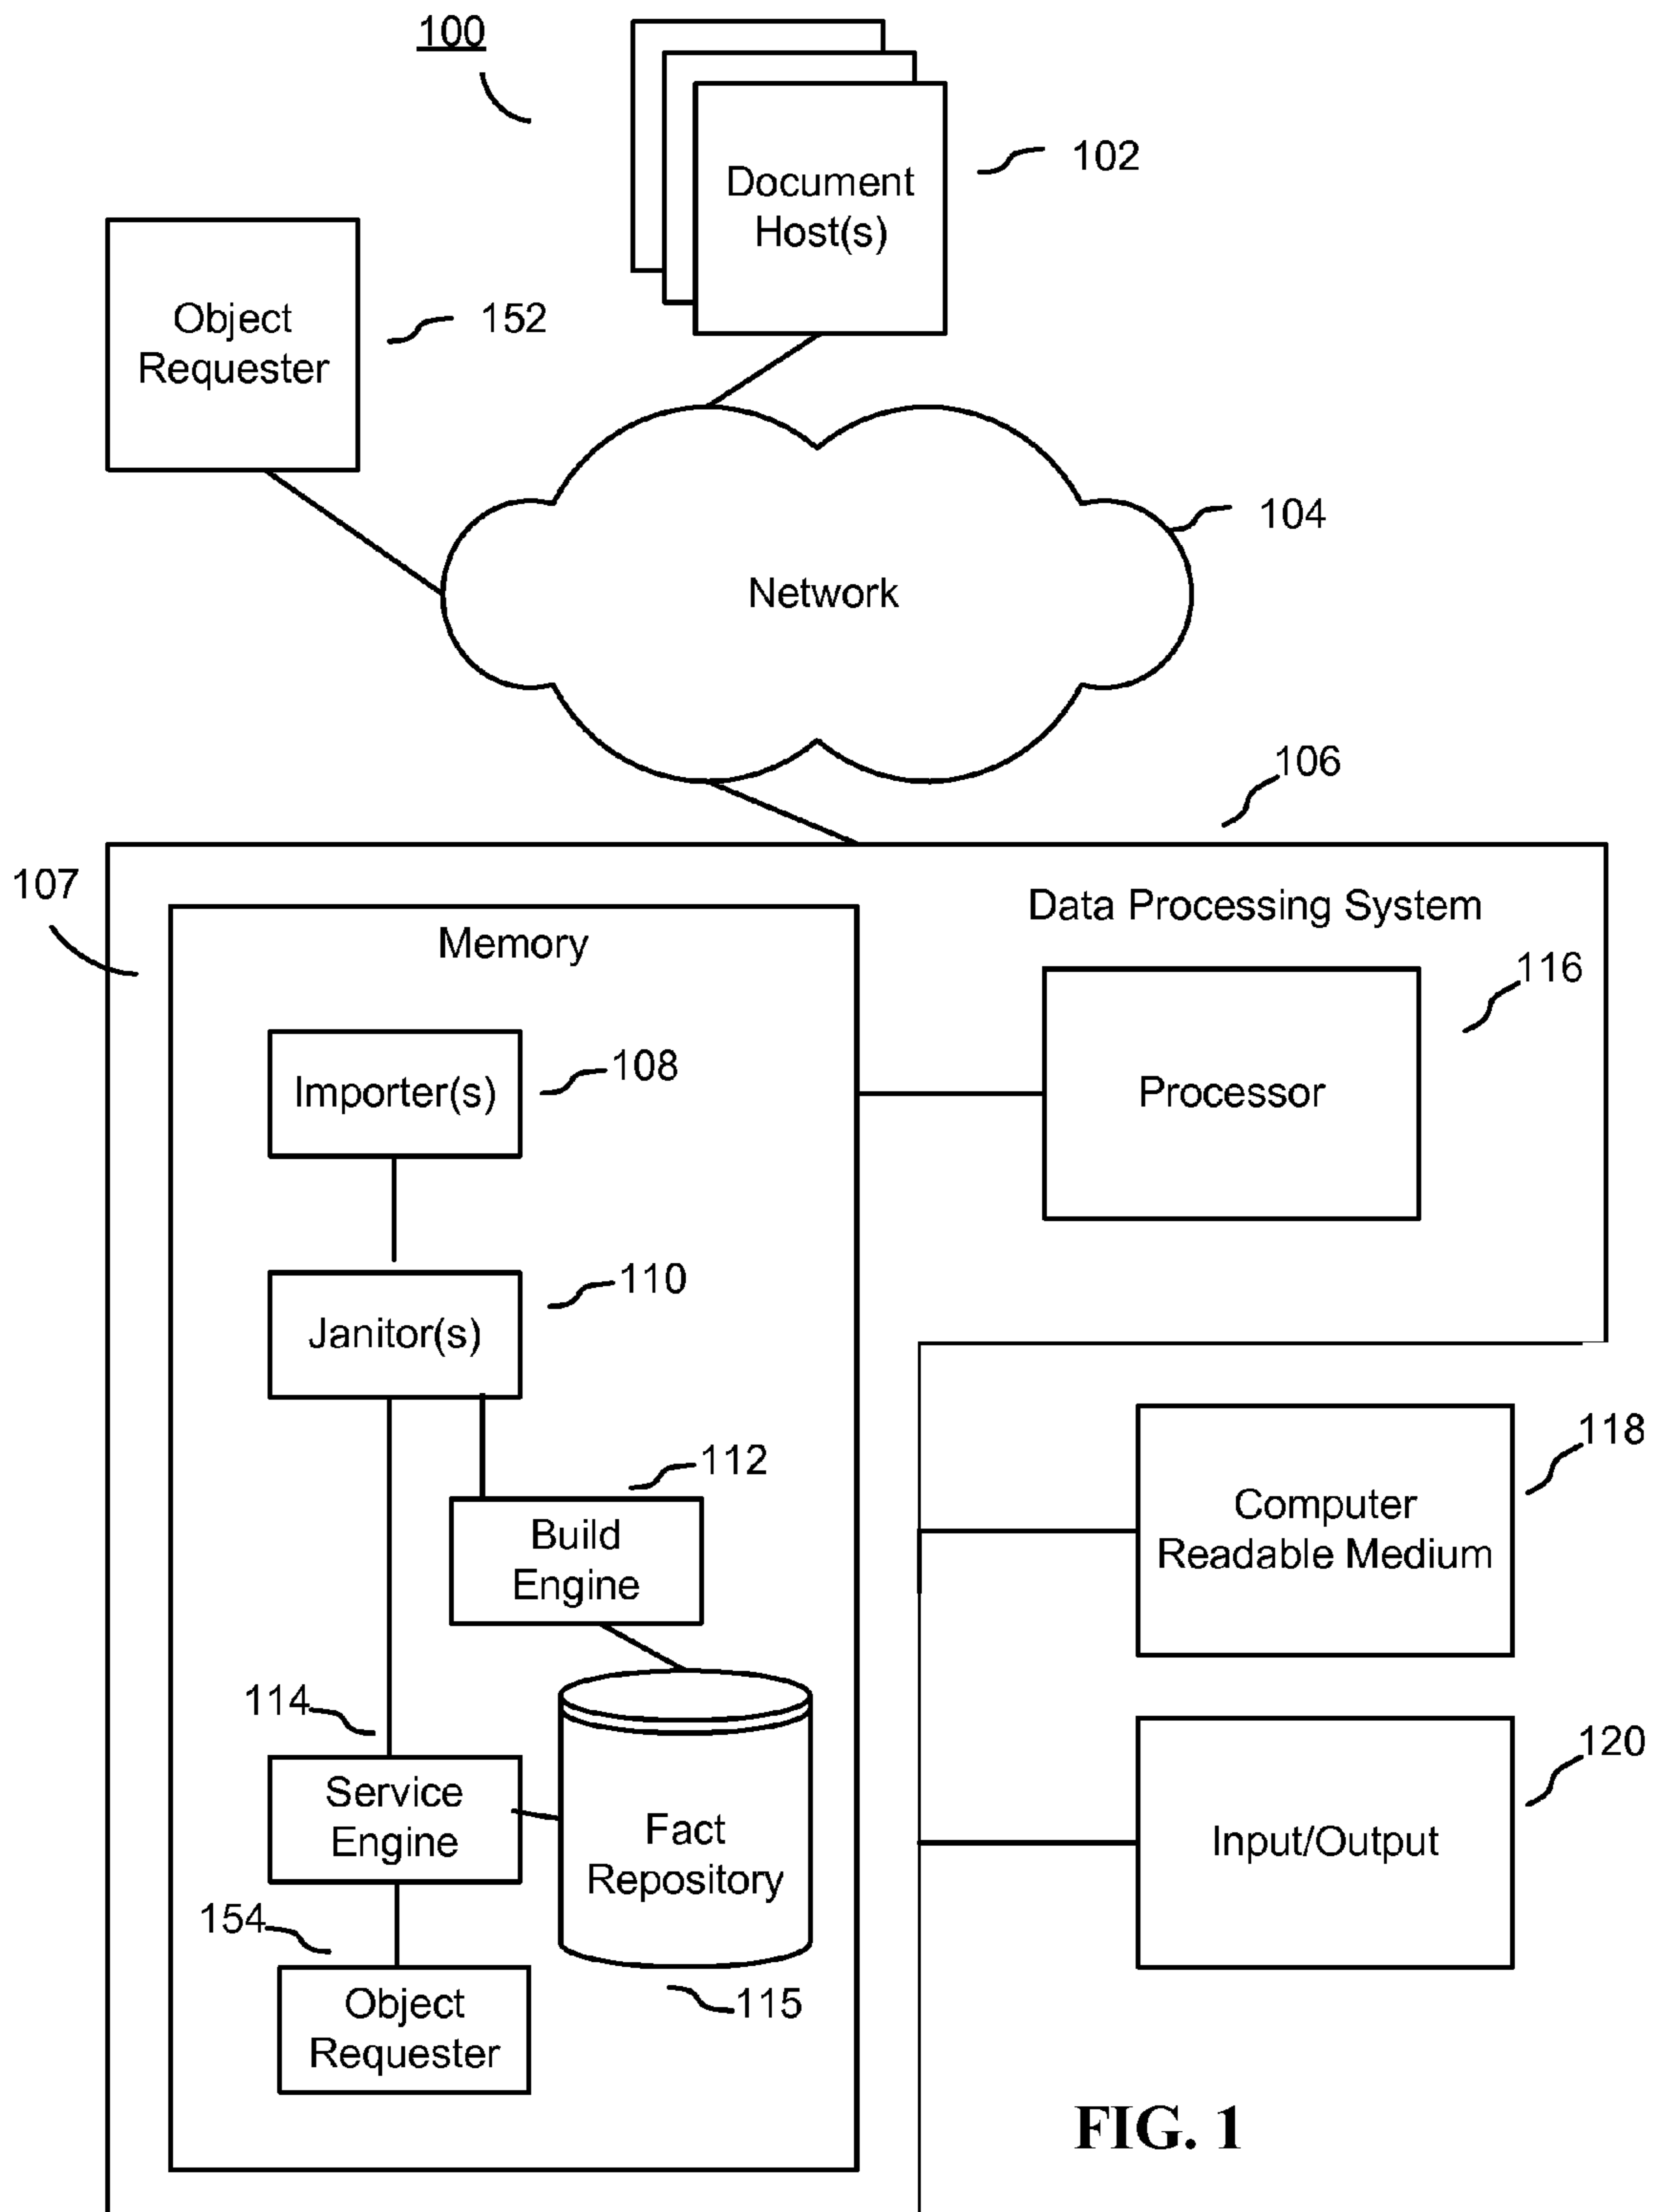 100
Document
Host(s)
102
Object
Requester
152
104
Network
106
107
Data Processing System
Memory
116
Importer(s)
108
Processor
110
Janitor(s)
112
118
Build
Engine
Computer
Readable Medium
114
120
Service
Engine
Fact
Repository
Input/Output
154
115
Object
Requester
FIG. 1